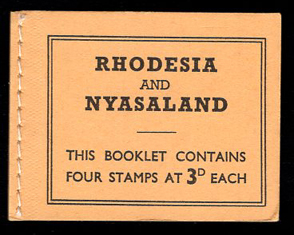 RHODESIA
AND
NYASALAND
THIS BOOKLET CONTAINS
FOUR STAMPS AT 3D EACH